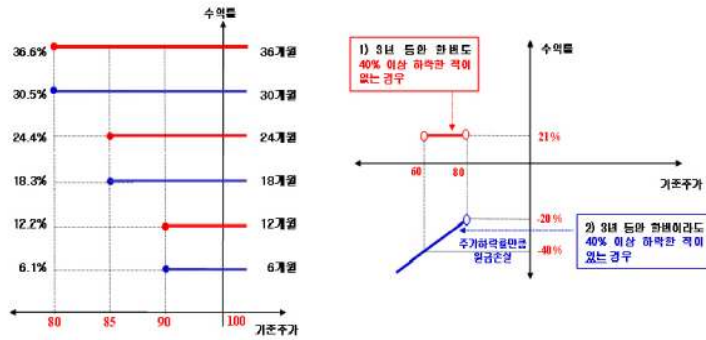 수익률
36.6%
36개월
30.5%
30개월
24.4%
24개월
18.3%
18개월
12.2%
12개월
6.1%
6개월
80
85
90
100
기준주가
수익률
1) 3년 동안 한번도
40% 이상 하락한 적이
없는 경우
21%
60
80
기준주가
-20%
-40%
주가하락률만큼
원금손실
2) 3년 동안 한번이라도
40% 이상 하락한 적이
있는 경우